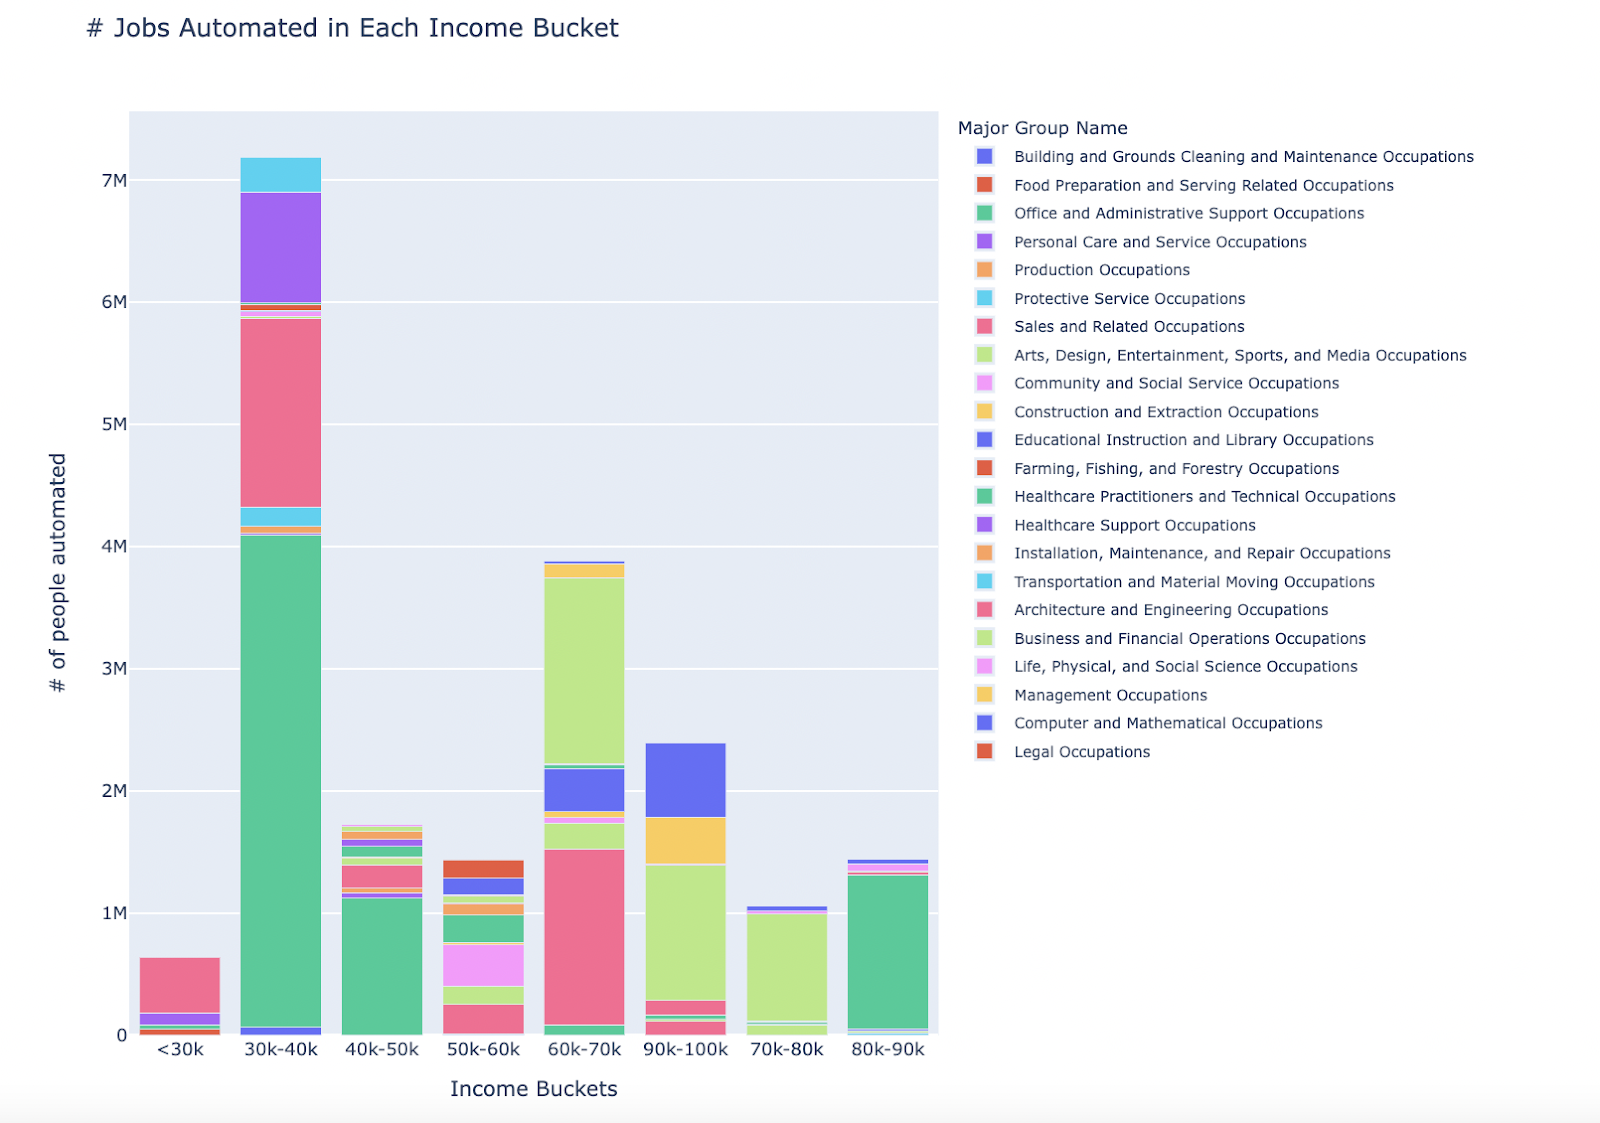 # Jobs Automated in Each Income Bucket
# of people automated
7M
6M
5M
4M
3M
2M
1M
0
<30k
30k-40k
40k-50k
50k-60k
60k-70k
90k-100k
70k-80k
80k-90k
Income Buckets
Major Group Name
Building and Grounds Cleaning and Maintenance Occupations
Food Preparation and Serving Related Occupations
Office and Administrative Support Occupations
Personal Care and Service Occupations
Production Occupations
Protective Service Occupations
Sales and Related Occupations
Arts, Design, Entertainment, Sports, and Media Occupations
Community and Social Service Occupations
Construction and Extraction Occupations
Educational Instruction and Library Occupations
Farming, Fishing, and Forestry Occupations
Healthcare Practitioners and Technical Occupations
Healthcare Support Occupations
Installation, Maintenance, and Repair Occupations
Transportation and Material Moving Occupations
Architecture and Engineering Occupations
Business and Financial Operations Occupations
Life, Physical, and Social Science Occupations
Management Occupations
Computer and Mathematical Occupations
Legal Occupations